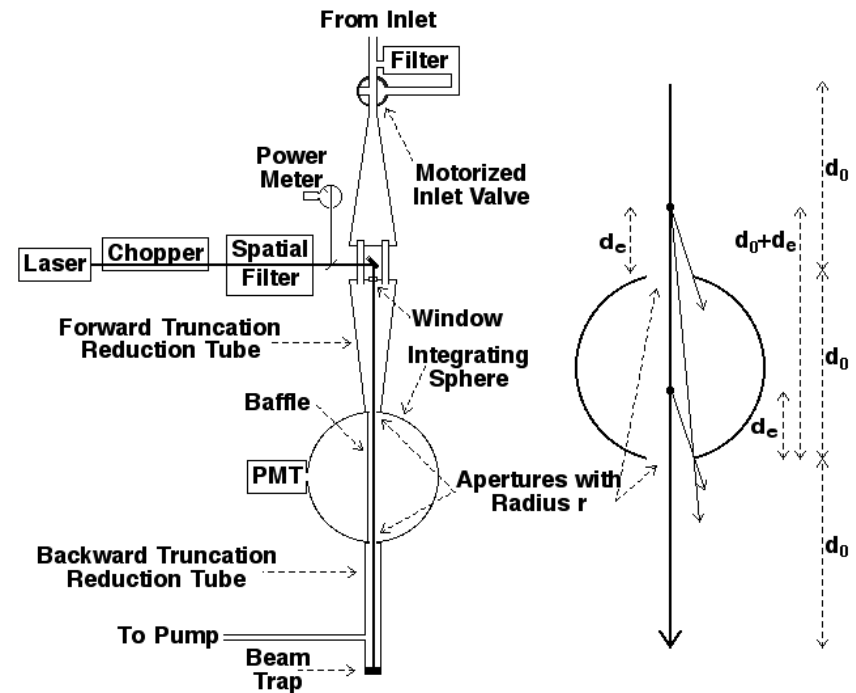 From Inlet
Filter
Power
Meter
Motorized
Inlet Valve
Laser
Chopper
Spatial
Filter
Window
Forward Truncation
Reduction Tube
Integrating
Sphere
Baffle
PMT
Apertures with
Radius r
Backward Truncation
Reduction Tube
To Pump
Beam
Trap
d₀
dₑ
d₀+dₑ
d₀
dₑ
d₀